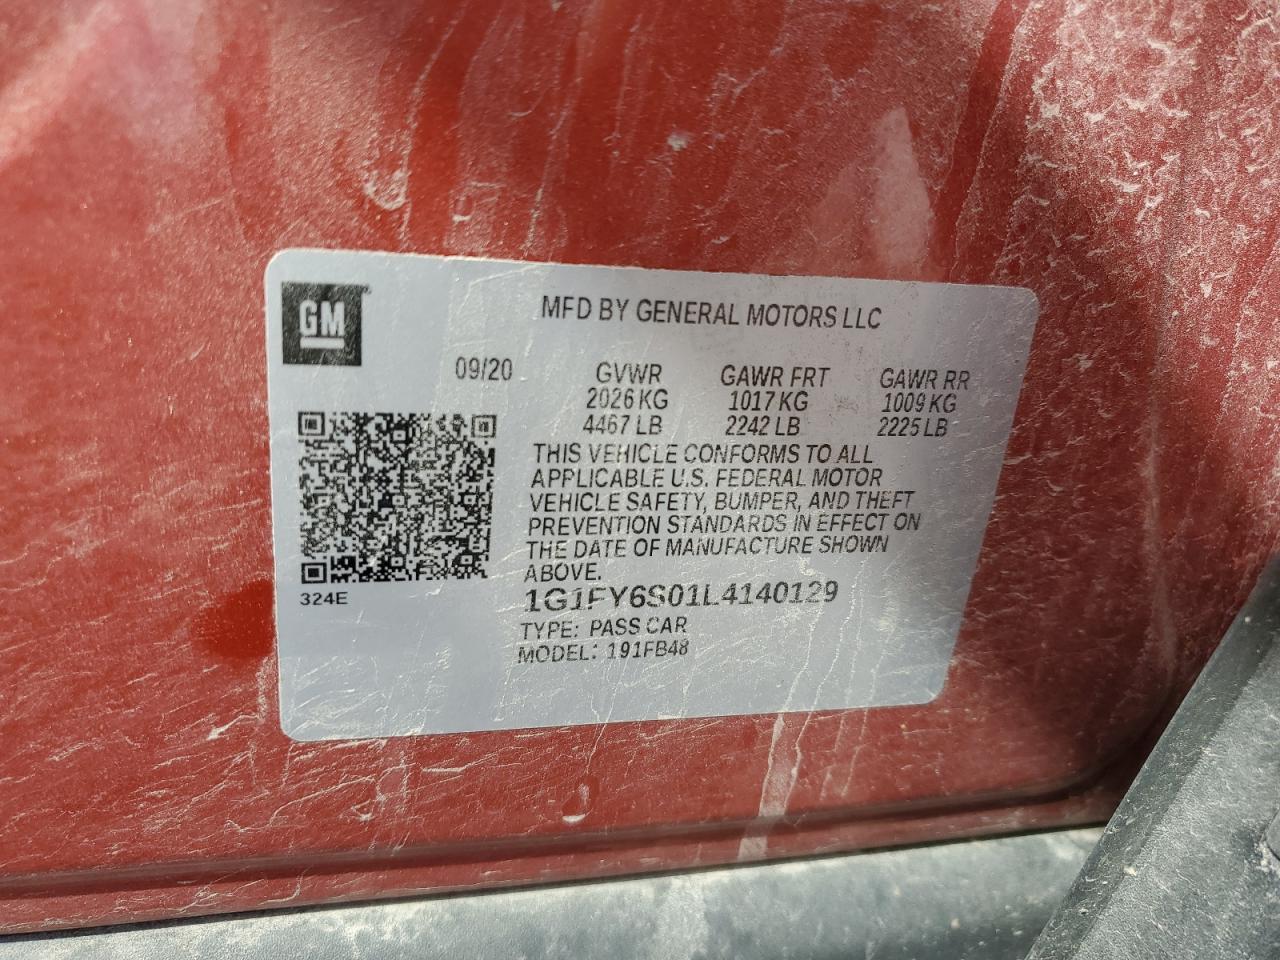 GM
MFD BY GENERAL MOTORS LLC
09/20
GVWR GAWR FRT GAWR RR
2026 KG 1017 KG 1009 KG
4467 LB 2242 LB 2225 LB
THIS VEHICLE CONFORMS TO ALL
APPLICABLE U.S. FEDERAL MOTOR
VEHICLE SAFETY, BUMPER, AND THEFT
PREVENTION STANDARDS IN EFFECT ON
THE DATE OF MANUFACTURE SHOWN
ABOVE.
324E
1G1FY6S01L4140129
TYPE: PASS CAR
MODEL: 191FB48